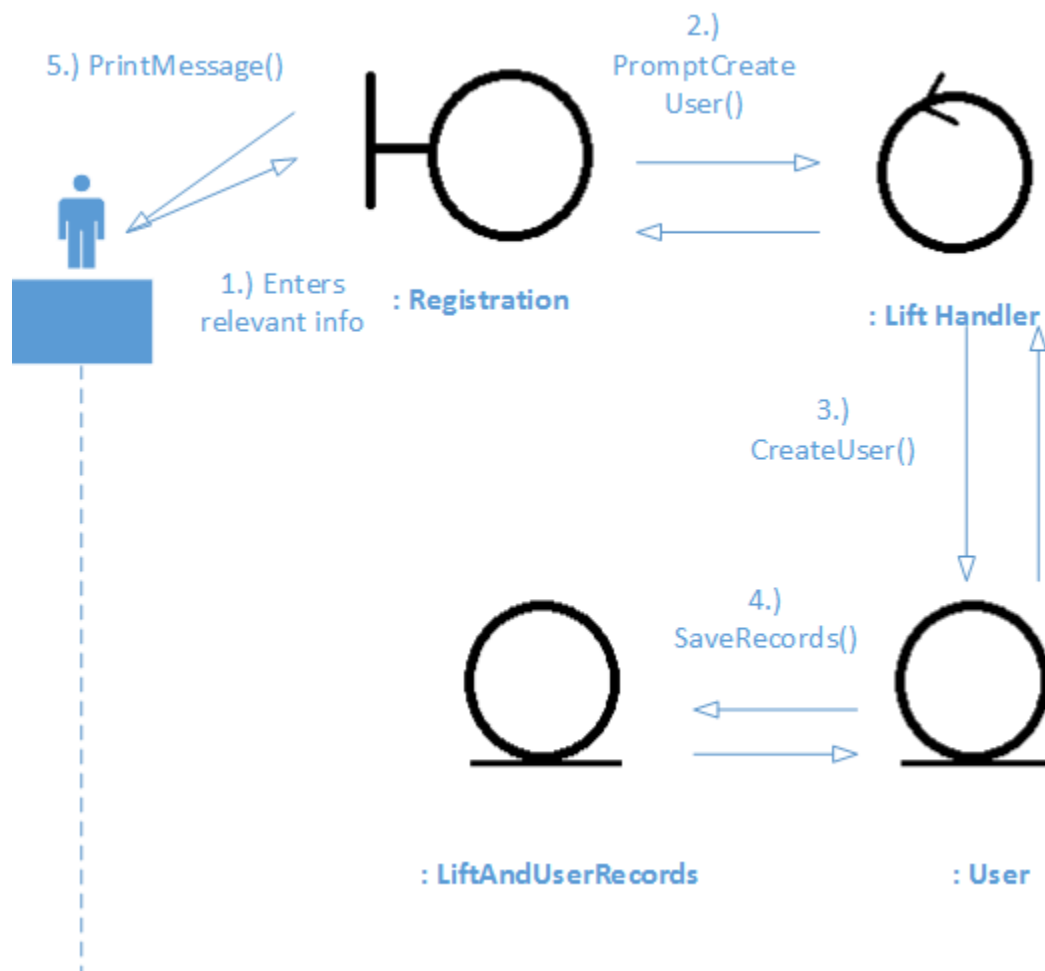 5.) PrintMessage()
2.)
PromptCreate
User()
1.) Enters
relevant info
: Registration
: Lift Handler
3.)
CreateUser()
4.)
SaveRecords()
: LiftAndUserRecords
: User